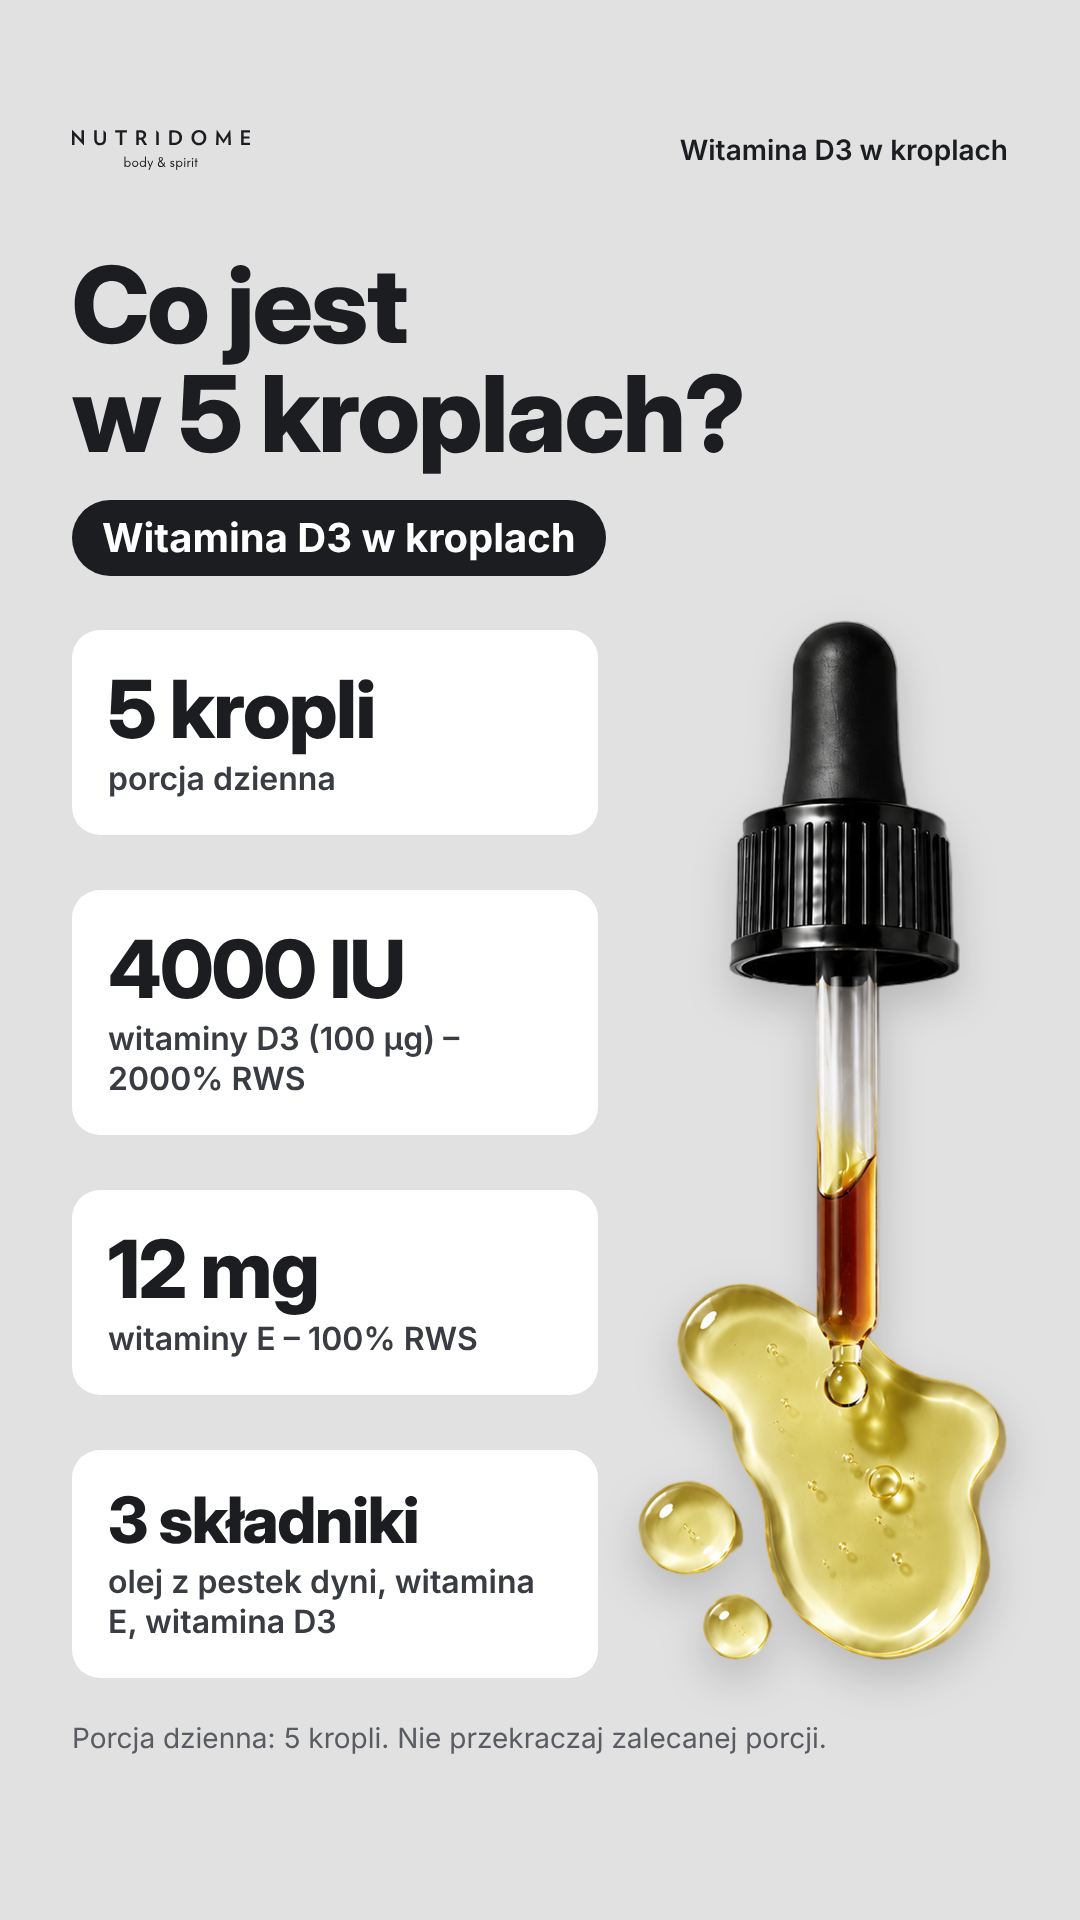 NUTRIDOME
body & spirit
Witamina D3 w kroplach
Co jest
w 5 kroplach?
Witamina D3 w kroplach
5 kropli
porcja dzienna
4000 IU
witaminy D3 (100 µg) –
2000% RWS
12 mg
witaminy E – 100% RWS
3 składniki
olej z pestek dyni, witamina
E, witamina D3
Porcja dzienna: 5 kropli. Nie przekraczaj zalecanej porcji.